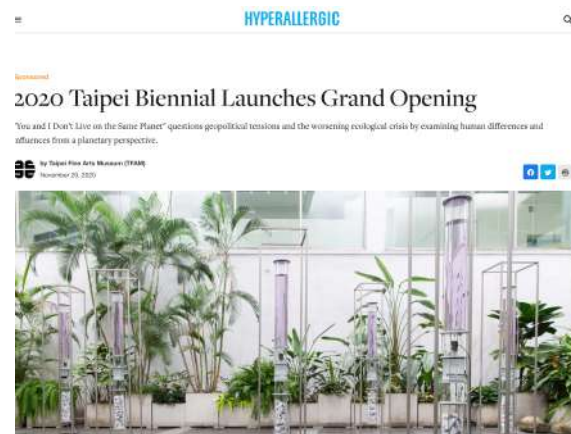 HYPERALLERGIC
Sponsored
2020 Taipei Biennial Launches Grand Opening
"You and I Don't Live on the Same Planet" questions geopolitical tensions and the worsening ecological crisis by examining human differences and
influences from a planetary perspective.
by Taipei Fine Arts Museum (TFAM)
November 20, 2020